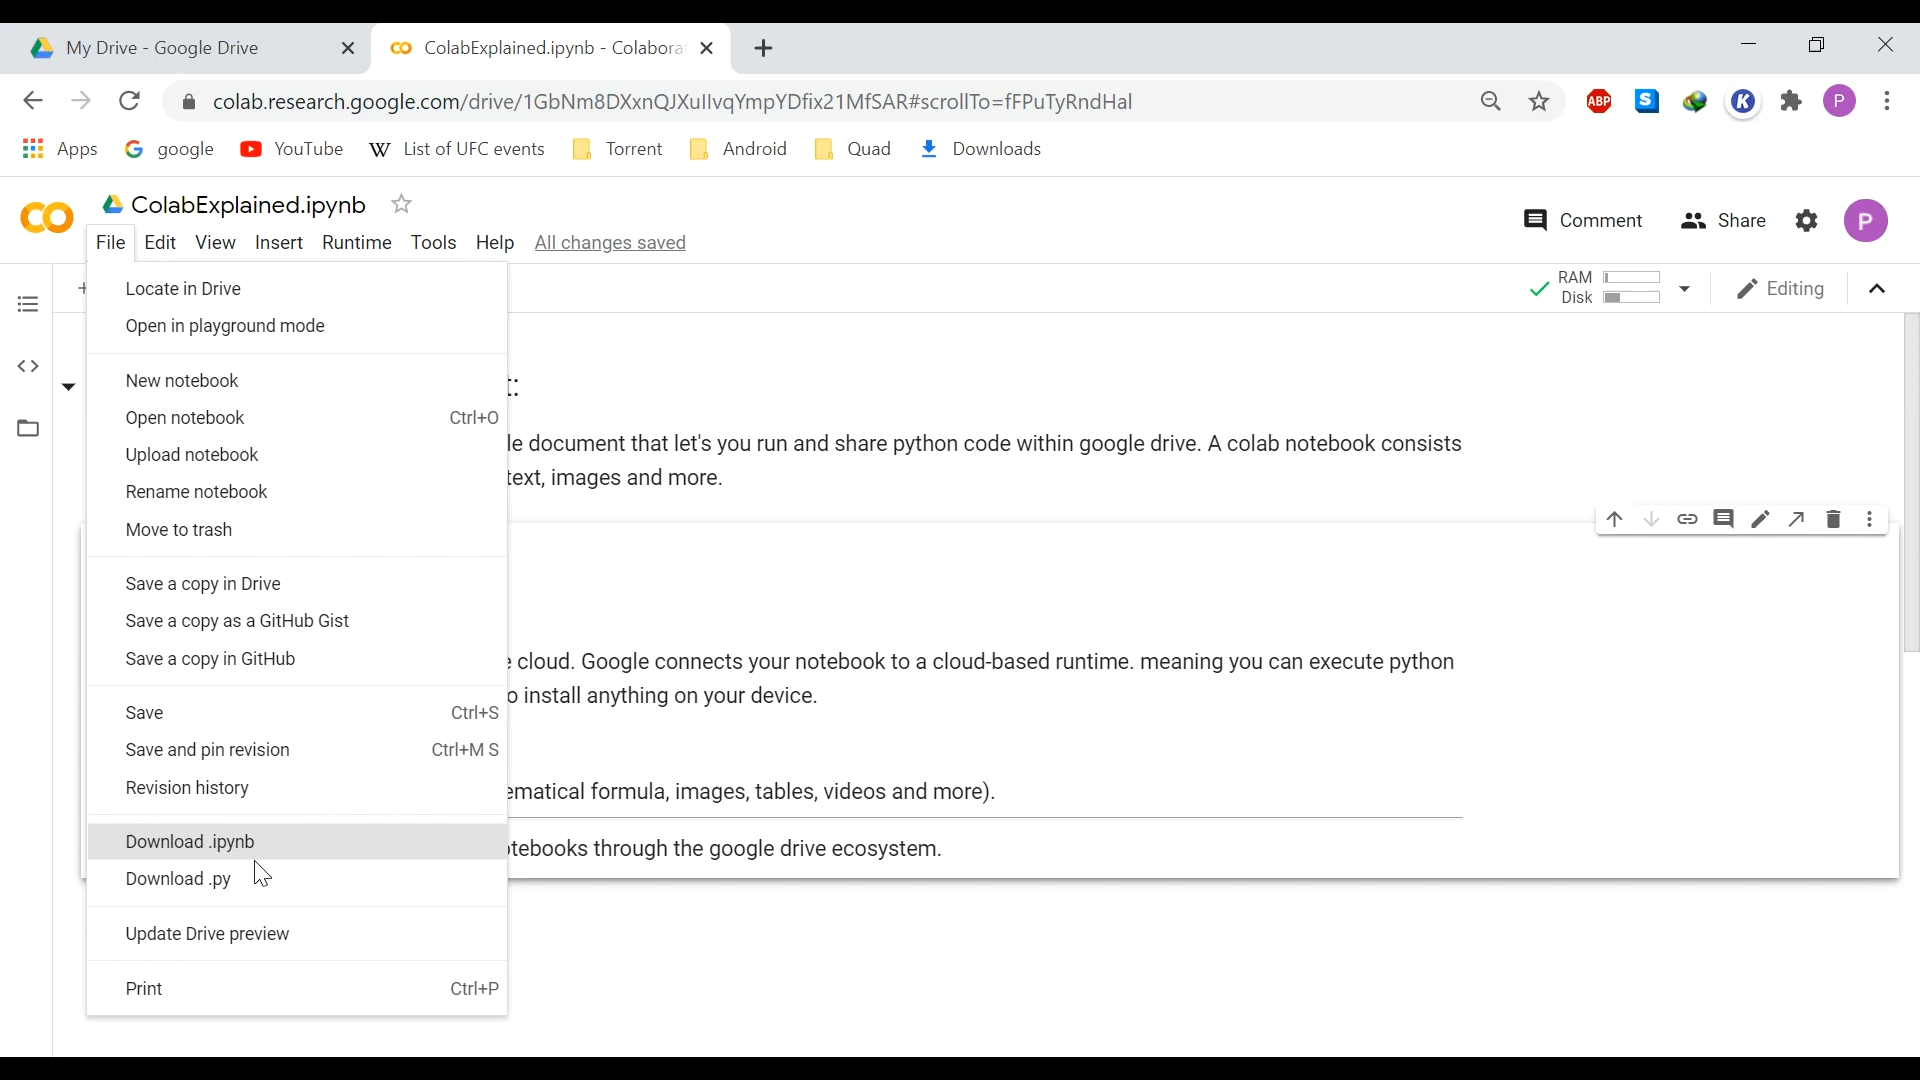 My Drive - Google Drive
ColabExplained.ipynb - Colabora
colab.research.google.com/drive/1GbNm8DXxnQJXuIlvqYmpYDfix21MfSAR#scrollTo=fFPuTyRndHal
ABP
S
K
P
Apps
google
YouTube
W List of UFC events
Torrent
Android
Quad
Downloads
CO
ColabExplained.ipynb
Comment
Share
P
File Edit View Insert Runtime Tools Help All changes saved
RAM
Disk
Editing
Locate in Drive
Open in playground mode
New notebook
Open notebook Ctrl+O
Upload notebook
Rename notebook
Move to trash
Save a copy in Drive
Save a copy as a GitHub Gist
Save a copy in GitHub
Save Ctrl+S
Save and pin revision Ctrl+M S
Revision history
Download .ipynb
Download .py
Update Drive preview
Print Ctrl+P
t:
le document that let's you run and share python code within google drive. A colab notebook consists
text, images and more.
e cloud. Google connects your notebook to a cloud-based runtime. meaning you can execute python
o install anything on your device.
ematical formula, images, tables, videos and more).
otebooks through the google drive ecosystem.